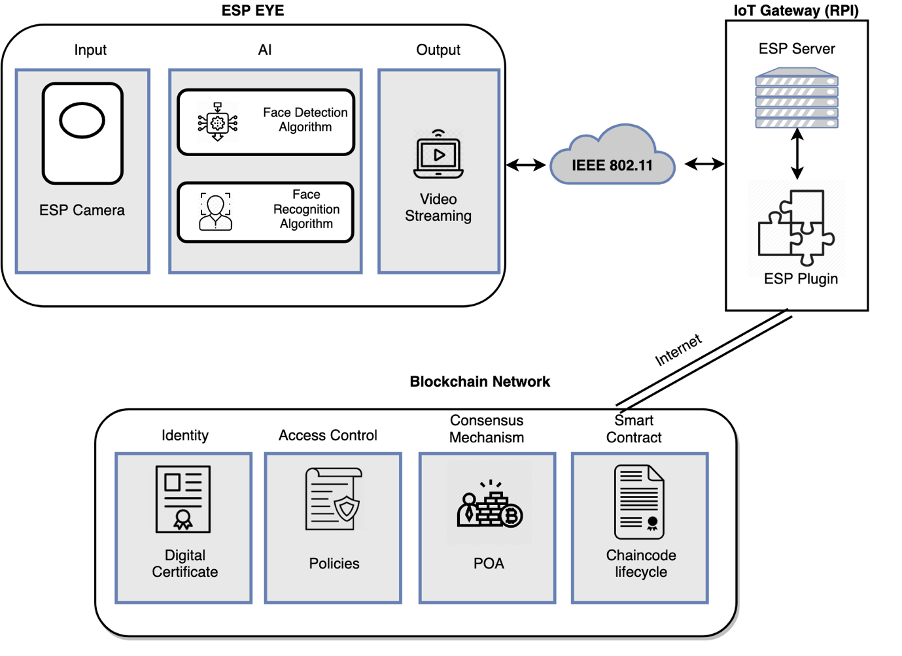 ESP EYE
IoT Gateway (RPI)
Input
AI
Output
ESP Server
Face Detection
Algorithm
IEEE 802.11
ESP Camera
Face
Recognition
Algorithm
Video
Streaming
ESP Plugin
Internet
Blockchain Network
Identity
Access Control
Consensus
Mechanism
Smart
Contract
Digital
Certificate
Policies
POA
Chaincode
lifecycle